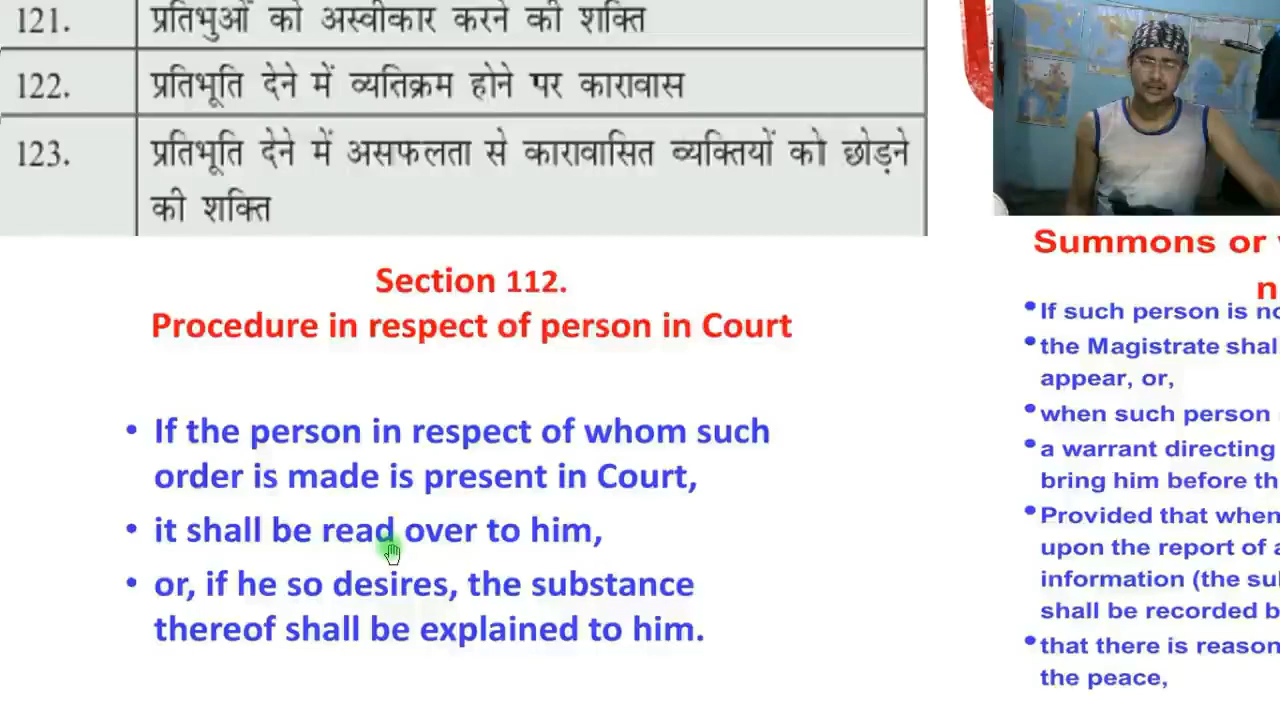 121. प्रतिभुओं को अस्वीकार करने की शक्ति
122. प्रतिभूति देने में व्यतिक्रम होने पर कारावास
123. प्रतिभूति देने में असफलता से कारावासित व्यक्तियों को छोड़ने
की शक्ति
Section 112.
Procedure in respect of person in Court
• If the person in respect of whom such
order is made is present in Court,
• it shall be read over to him,
• or, if he so desires, the substance
thereof shall be explained to him.
Summons or
n
• If such person is no
• the Magistrate shal
appear, or,
• when such person
• a warrant directing
bring him before th
• Provided that when
upon the report of a
information (the su
shall be recorded b
• that there is reason
the peace,